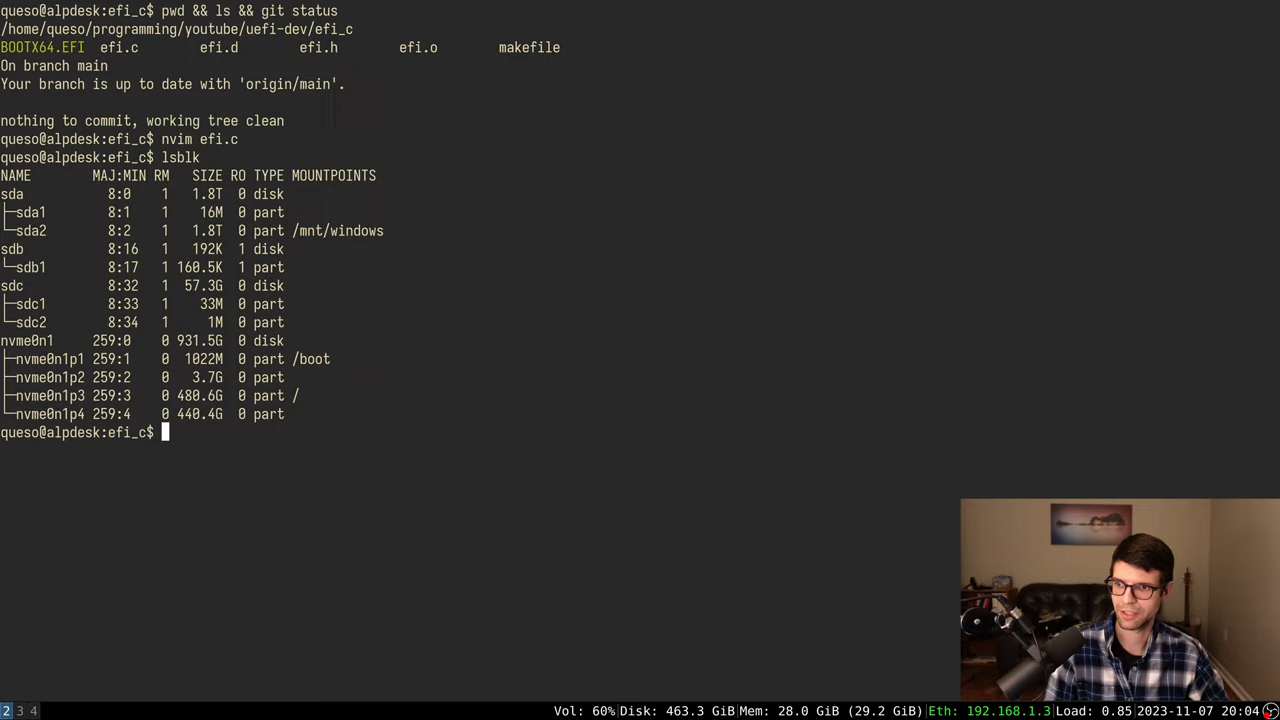 queso@alpdesk:efi_c$ pwd && ls && git status
/home/queso/programming/youtube/uefi-dev/efi_c
BOOTX64.EFI  efi.c        efi.d        efi.h        efi.o        makefile
On branch main
Your branch is up to date with 'origin/main'.
nothing to commit, working tree clean
queso@alpdesk:efi_c$ nvim efi.c
queso@alpdesk:efi_c$ lsblk
NAME        MAJ:MIN RM   SIZE RO TYPE MOUNTPOINTS
sda           8:0    1   1.8T  0 disk
├─sda1        8:1    1    16M  0 part
└─sda2        8:2    1   1.8T  0 part /mnt/windows
sdb           8:16   1   192K  1 disk
└─sdb1        8:17   1 160.5K  1 part
sdc           8:32   1  57.3G  0 disk
├─sdc1        8:33   1    33M  0 part
└─sdc2        8:34   1     1M  0 part
nvme0n1     259:0    0 931.5G  0 disk
├─nvme0n1p1 259:1    0  1022M  0 part /boot
├─nvme0n1p2 259:2    0   3.7G  0 part
├─nvme0n1p3 259:3    0 480.6G  0 part /
└─nvme0n1p4 259:4    0 440.4G  0 part
queso@alpdesk:efi_c$
2 3 4 Vol: 60%|Disk: 463.3 GiB|Mem: 28.0 GiB (29.2 GiB)|Eth: 192.168.1.3|Load: 0.85|2023-11-07 20:04